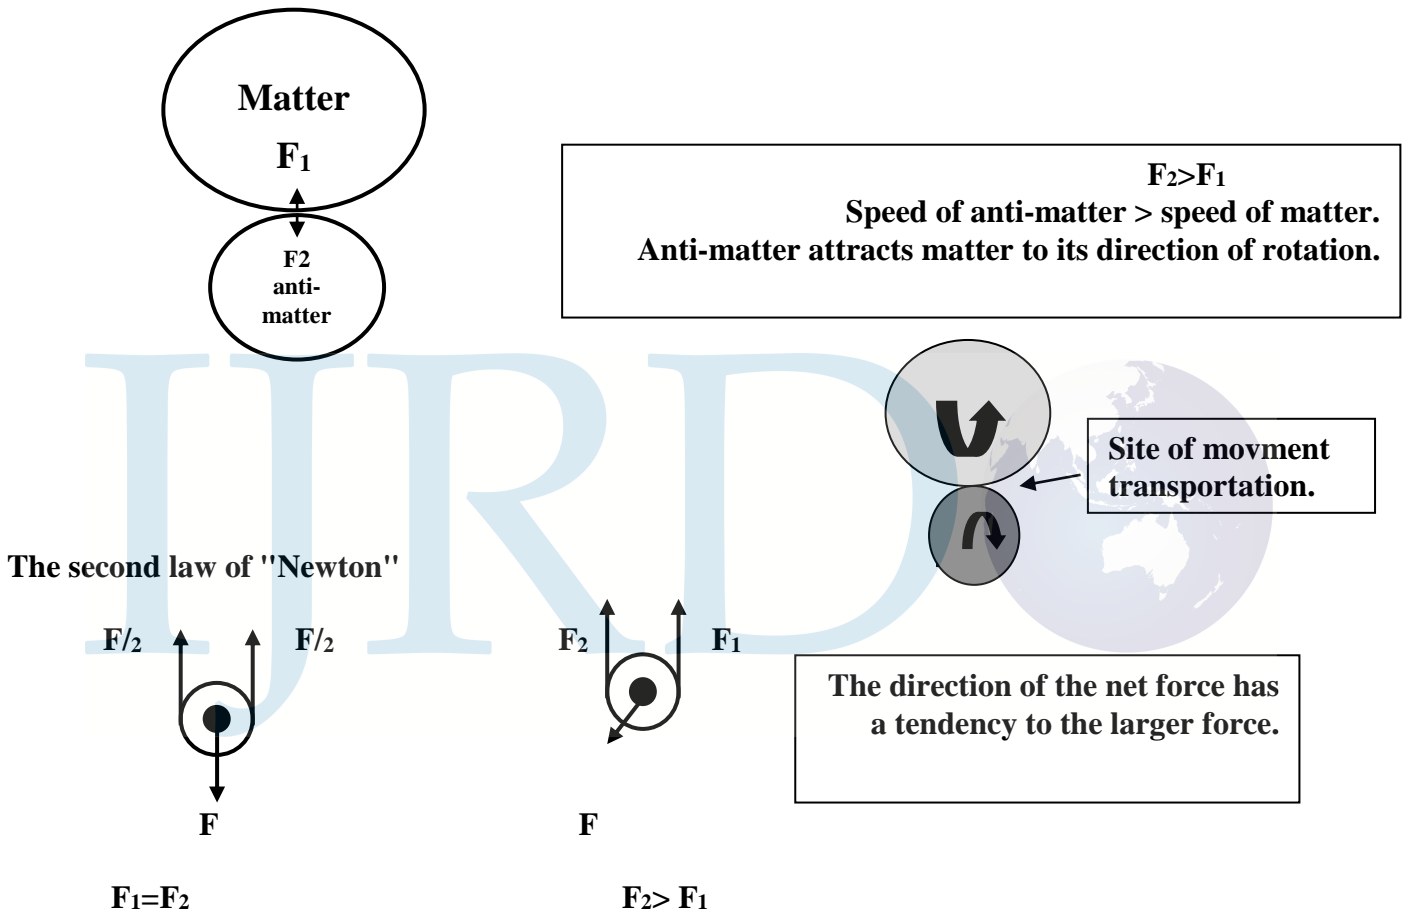 Matter
F₁
F2
anti-
matter
F₂>F₁
Speed of anti-matter > speed of matter.
Anti-matter attracts matter to its direction of rotation.
IJRD
Site of movment
transportation.
The second law of "Newton"
F/₂ F/₂
F
F₁=F₂
F₂ F₁
F
F₂> F₁
The direction of the net force has
a tendency to the larger force.